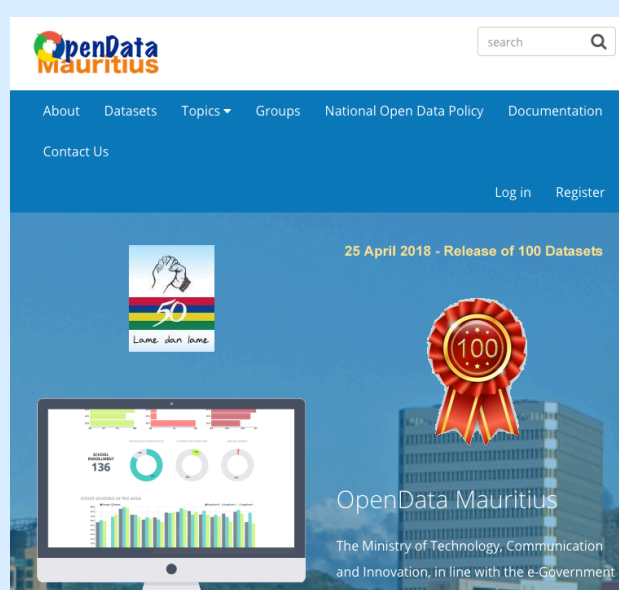 OpenData
Mauritius
search
About Datasets Topics Groups National Open Data Policy Documentation
Contact Us
Log in Register
25 April 2018 - Release of 100 Datasets
50
Lame dan lame
100
SCHOOL
ENROLLMENT
136
OpenData Mauritius
The Ministry of Technology, Communication
and Innovation, in line with the e-Government